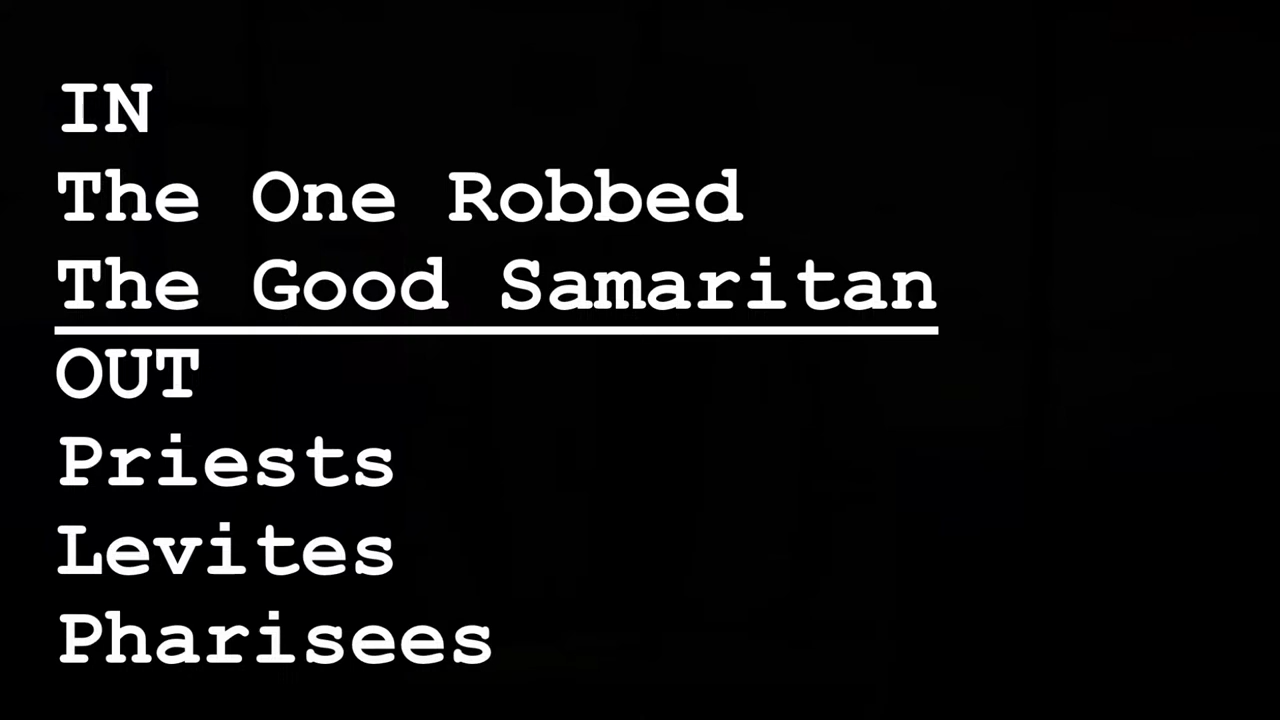 IN
The One Robbed
The Good Samaritan
OUT
Priests
Levites
Pharisees